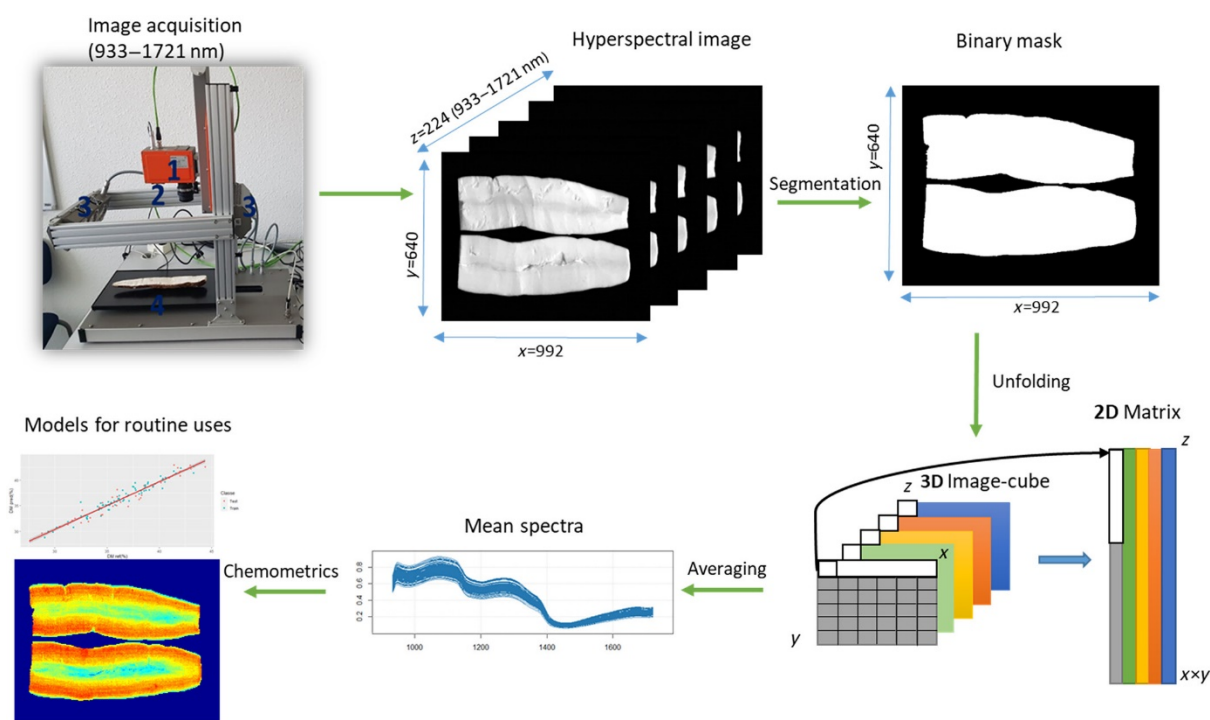 Image acquisition
(933–1721 nm)
1
2
3
3
4
Hyperspectral image
z=224 (933–1721 nm)
y=640
x=992
Segmentation
Binary mask
y=640
x=992
Unfolding
2D Matrix
z
x×y
3D Image-cube
z
x
y
Averaging
Mean spectra
0.8
0.6
0.4
0.2
1000
1200
1400
1600
Chemometrics
Models for routine uses